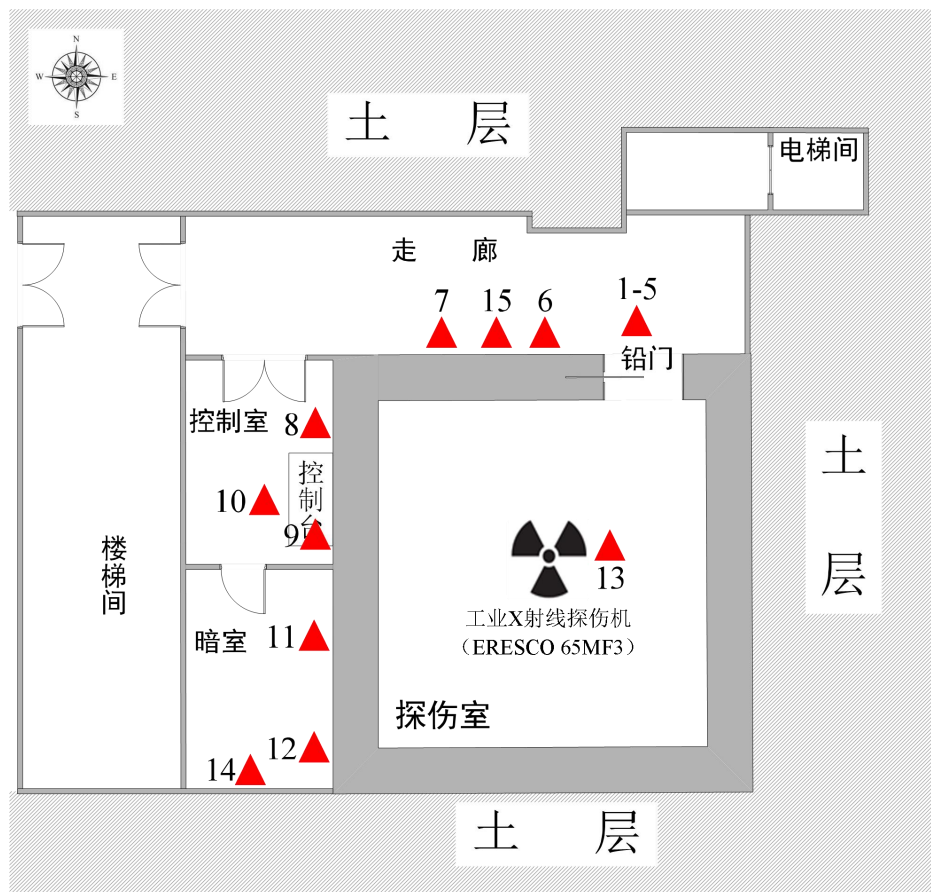 N
W
E
S
土 层
电梯间
走 廊
7
15
6
1-5
铅门
控制室
8
控制台
10
9
土层
楼梯间
13
工业X射线探伤机
（ERESCO 65MF3）
暗室
11
探伤室
12
14
土 层